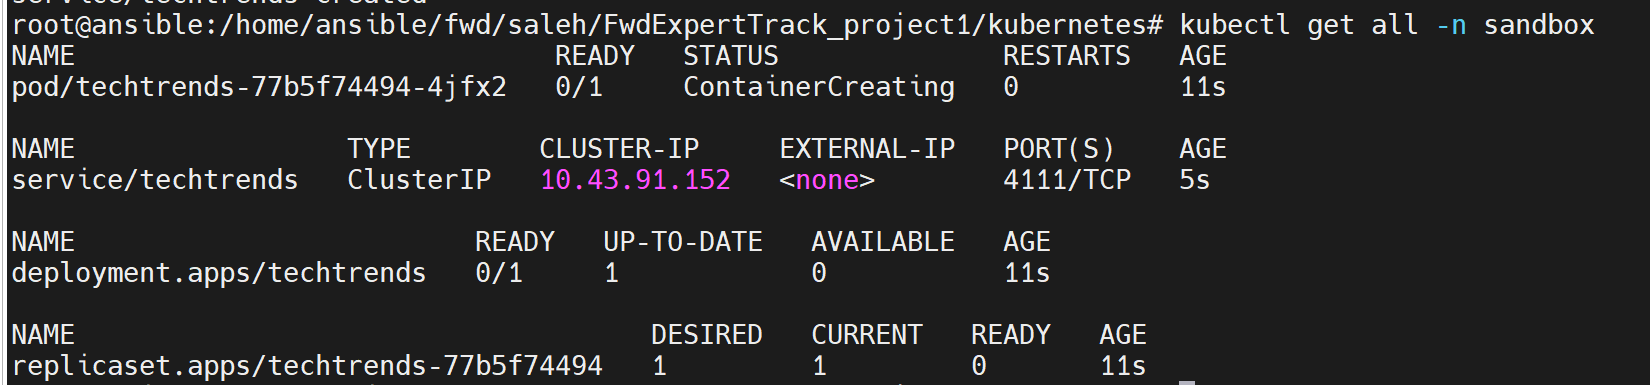 service/techtrends created
root@ansible:/home/ansible/fwd/saleh/FwdExpertTrack_project1/kubernetes# kubectl get all -n sandbox
NAME READY STATUS RESTARTS AGE
pod/techtrends-77b5f74494-4jfx2 0/1 ContainerCreating 0 11s
NAME TYPE CLUSTER-IP EXTERNAL-IP PORT(S) AGE
service/techtrends ClusterIP 10.43.91.152 <none> 4111/TCP 5s
NAME READY UP-TO-DATE AVAILABLE AGE
deployment.apps/techtrends 0/1 1 0 11s
NAME DESIRED CURRENT READY AGE
replicaset.apps/techtrends-77b5f74494 1 1 0 11s